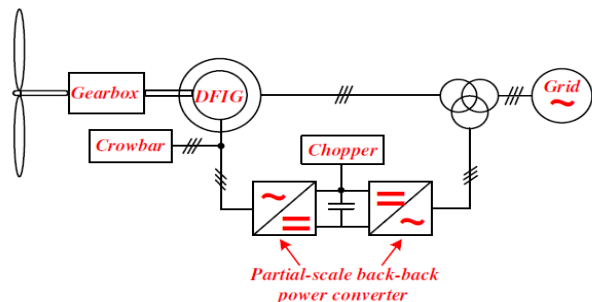 Gearbox
DFIG
Grid
Crowbar
Chopper
Partial-scale back-back
power converter